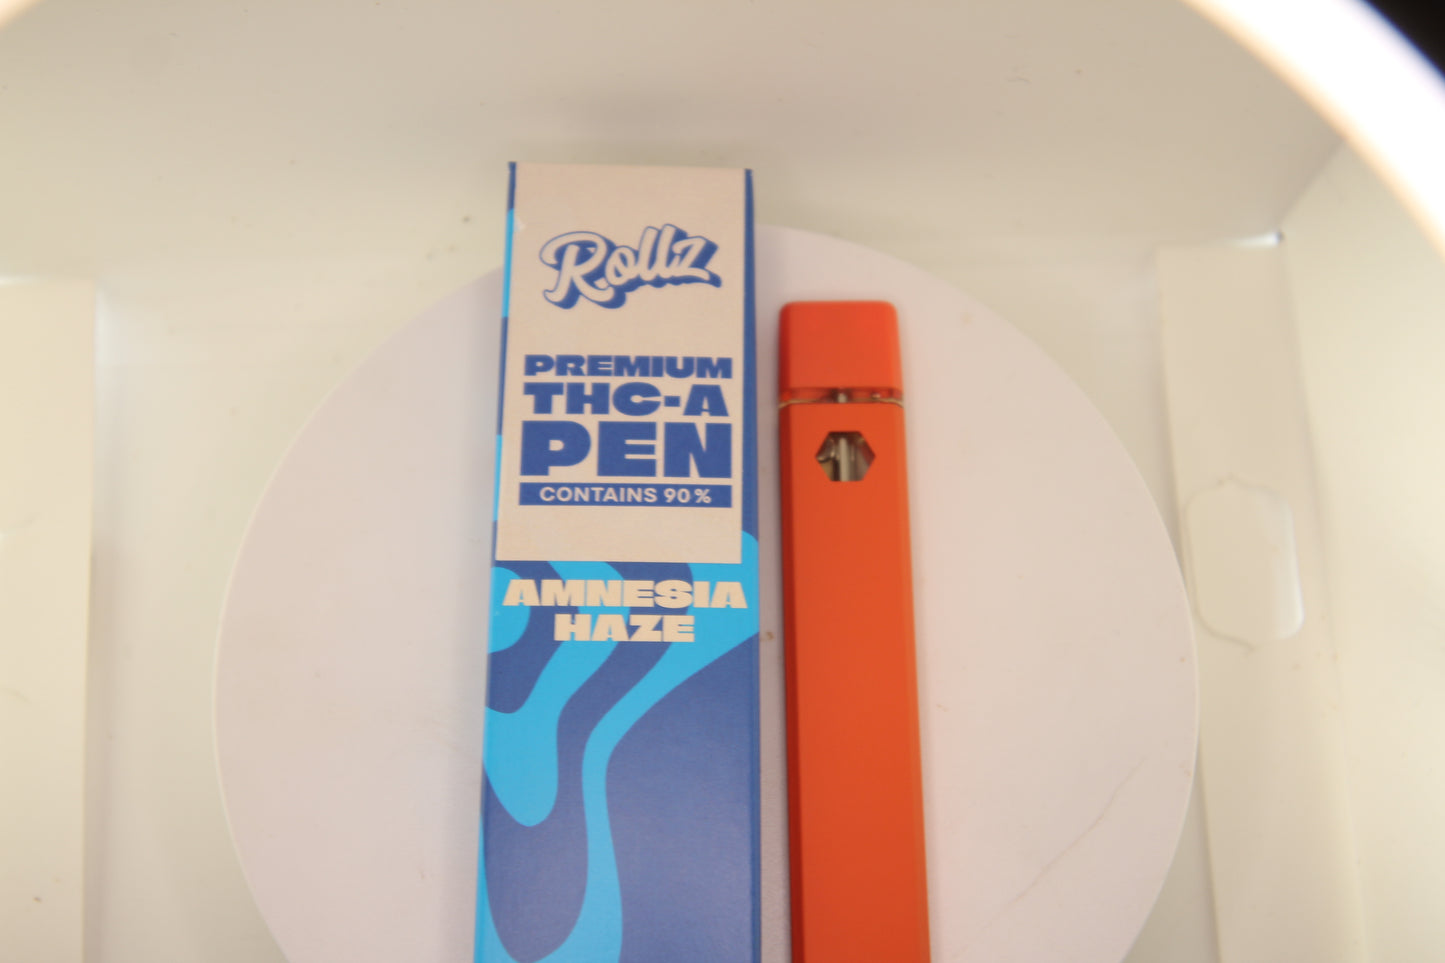 Rollz
PREMIUM
THC-A
PEN
CONTAINS 90%
AMNESIA
HAZE